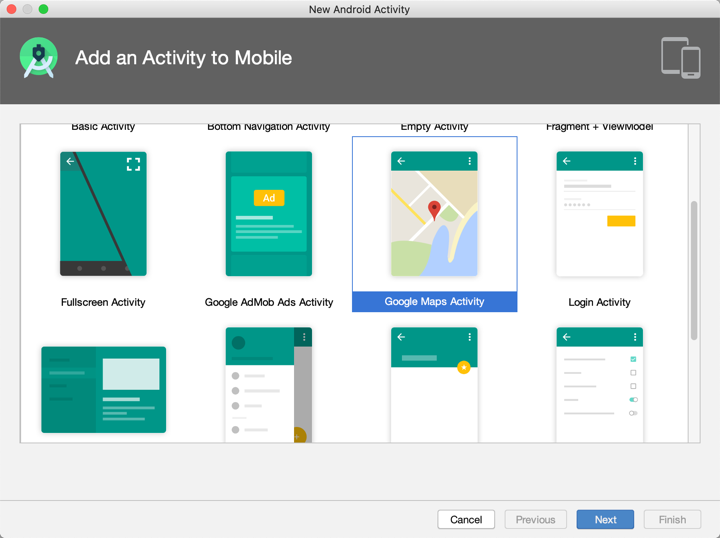 New Android Activity
Add an Activity to Mobile
Basic Activity
Bottom Navigation Activity
Empty Activity
Fragment + ViewModel
Ad
Fullscreen Activity
Google AdMob Ads Activity
Google Maps Activity
Login Activity
Cancel
Previous
Next
Finish